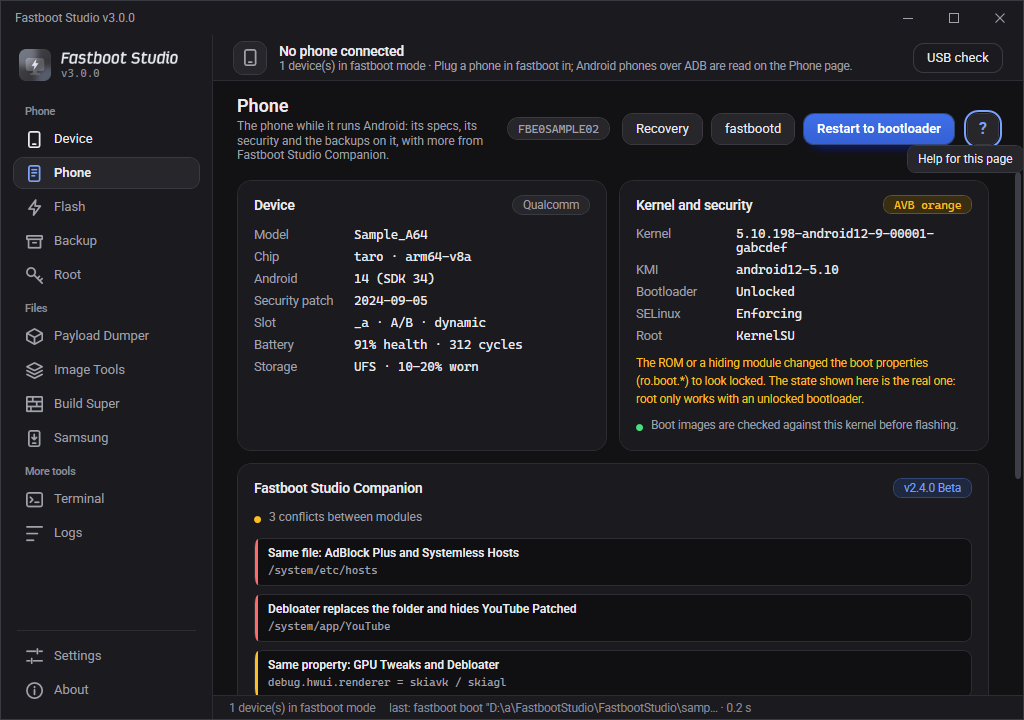 Fastboot Studio v3.0.0
Fastboot Studio
v3.0.0
Phone
Device
Phone
Flash
Backup
Root
Files
Payload Dumper
Image Tools
Build Super
Samsung
More tools
Terminal
Logs
Settings
About
No phone connected
1 device(s) in fastboot mode · Plug a phone in fastboot in; Android phones over ADB are read on the Phone page.
USB check
Phone
The phone while it runs Android: its specs, its
security and the backups on it, with more from
Fastboot Studio Companion.
FBE0SAMPLE02
Recovery
fastbootd
Restart to bootloader
?
Help for this page
Device
Qualcomm
Model Sample_A64
Chip taro · arm64-v8a
Android 14 (SDK 34)
Security patch 2024-09-05
Slot _a · A/B · dynamic
Battery 91% health · 312 cycles
Storage UFS · 10-20% worn
Kernel and security
AVB orange
Kernel 5.10.198-android12-9-00001-
gabcdef
KMI android12-5.10
Bootloader Unlocked
SELinux Enforcing
Root KernelSU
The ROM or a hiding module changed the boot properties
(ro.boot.*) to look locked. The state shown here is the real one:
root only works with an unlocked bootloader.
Boot images are checked against this kernel before flashing.
Fastboot Studio Companion
v2.4.0 Beta
3 conflicts between modules
Same file: AdBlock Plus and Systemless Hosts
/system/etc/hosts
Debloater replaces the folder and hides YouTube Patched
/system/app/YouTube
Same property: GPU Tweaks and Debloater
debug.hwui.renderer = skiavk / skiagl
1 device(s) in fastboot mode last: fastboot boot "D:\a\FastbootStudio\FastbootStudio\samp… · 0.2 s